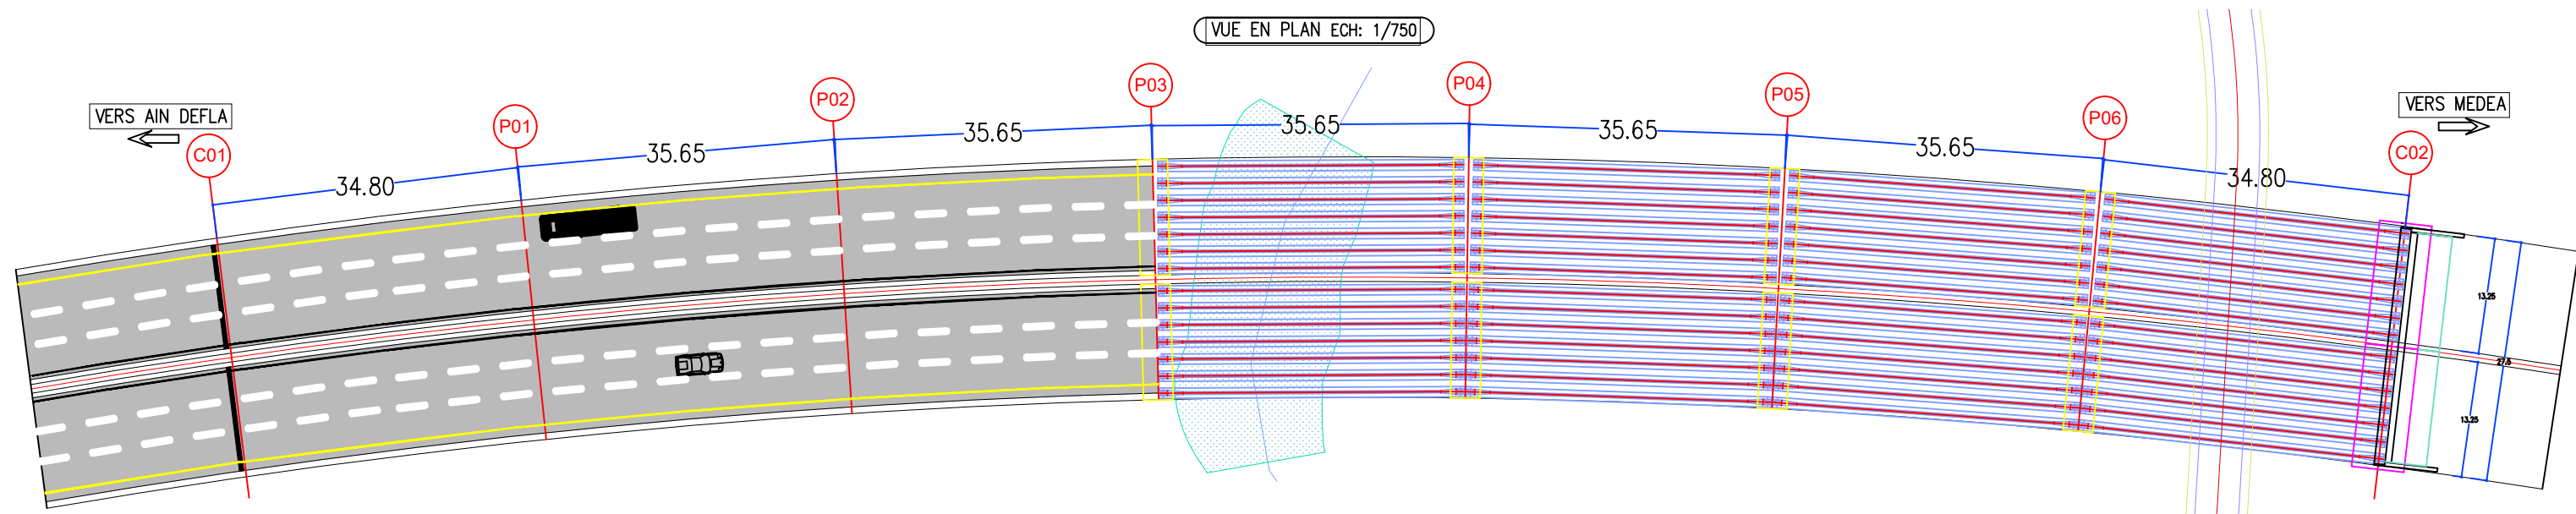 VUE EN PLAN ECH: 1/750
VERS AIN DEFLA
VERS MEDEA
C01
P01
P02
P03
P04
P05
P06
C02
34.80
35.65
35.65
35.65
35.65
35.65
34.80
13.25
27.5
13.25